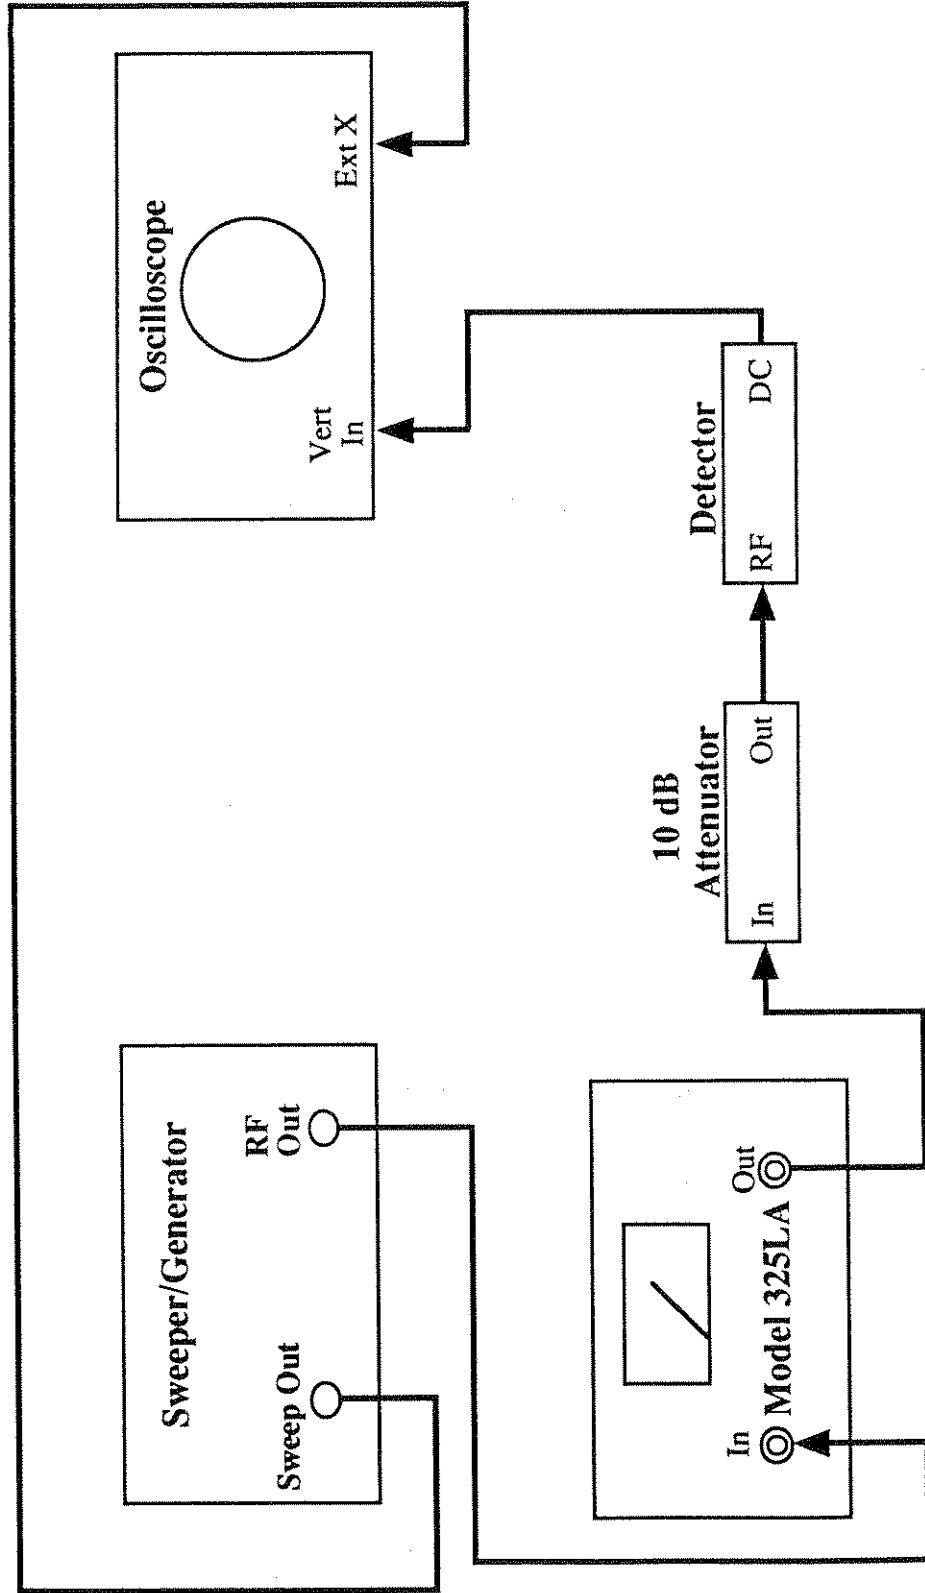 Sweeper/Generator
Sweep Out
RF
Out
Oscilloscope
Vert
In
Ext X
In
Model 325LA
Out
10 dB
Attenuator
In
Out
Detector
RF
DC